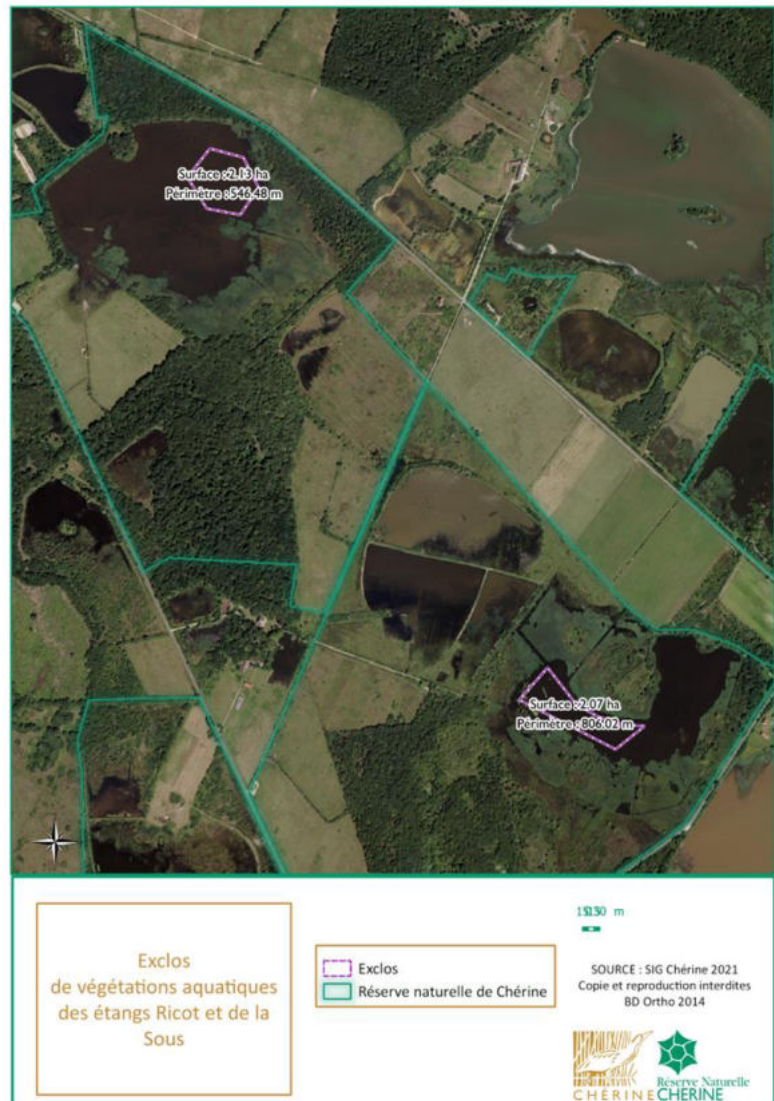 Surface : 2.13 ha
Périmètre : 546.48 m
Surface : 2.07 ha
Périmètre : 806.02 m
Exclos
de végétations aquatiques
des étangs Ricot et de la
Sous
Exclos
Réserve naturelle de Chérine
m
SOURCE : SIG Chérine 2021
Copie et reproduction interdites
BD Ortho 2014
CHÉRINE
Réserve Naturelle
CHERINE